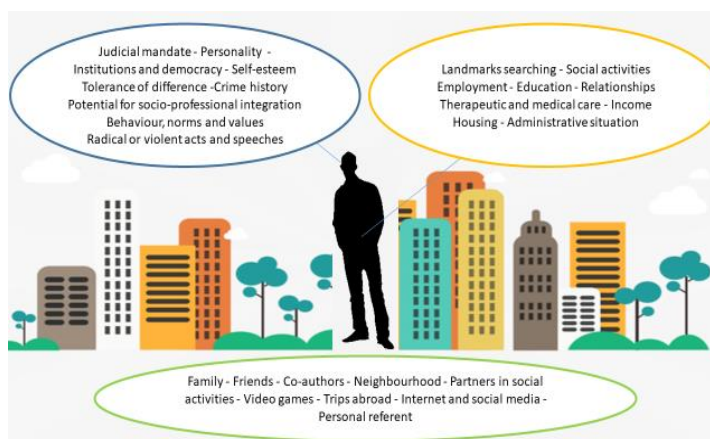 Judicial mandate - Personality -
Institutions and democracy - Self-esteem
Tolerance of difference -Crime history
Potential for socio-professional integration
Behaviour, norms and values
Radical or violent acts and speeches
Landmarks searching - Social activities
Employment - Education - Relationships
Therapeutic and medical care - Income
Housing - Administrative situation
Family - Friends - Co-authors - Neighbourhood - Partners in social
activities - Video games - Trips abroad - Internet and social media -
Personal referent